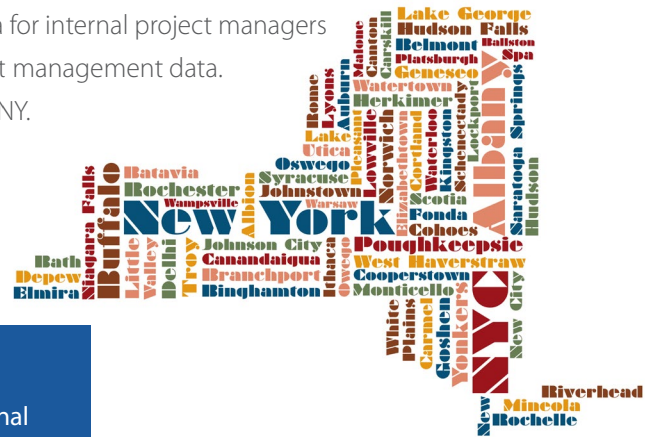 for internal project managers
t management data.
NY.
Lake George
Hudson Falls
Belmont
Ballston
Spa
Platsburgh
Geneseo
Watertown
Herkimer
Malone
Canton
Carskill
Rome
Lyons
Auburn
Lake
Utica
Oswego
Syracuse
Johnstown
Pleasant
Lowville
Norwich
Elizabethtown
Cortland
Waterloo
Kingston
Schenectady
Lockport
Albany
Saratoga Springs
Hudson
Scotia
Fonda
Cohoes
Niagara Falls
Buffalo
Batavia
Rochester
Wampsville
Albion
Warsaw
New York
Poughkeepsie
Little
Valley
Delhi
Troy
Johnson City
Canandaigua
Branchport
Binghamton
Ithaca
Owego
West Haverstraw
Cooperstown
Monticello
Bath
Depew
Elmira
White
Plains
Carmel
Goshen
Yonkers
NYC
New City
Riverhead
Mineola
New
Rochelle
nal